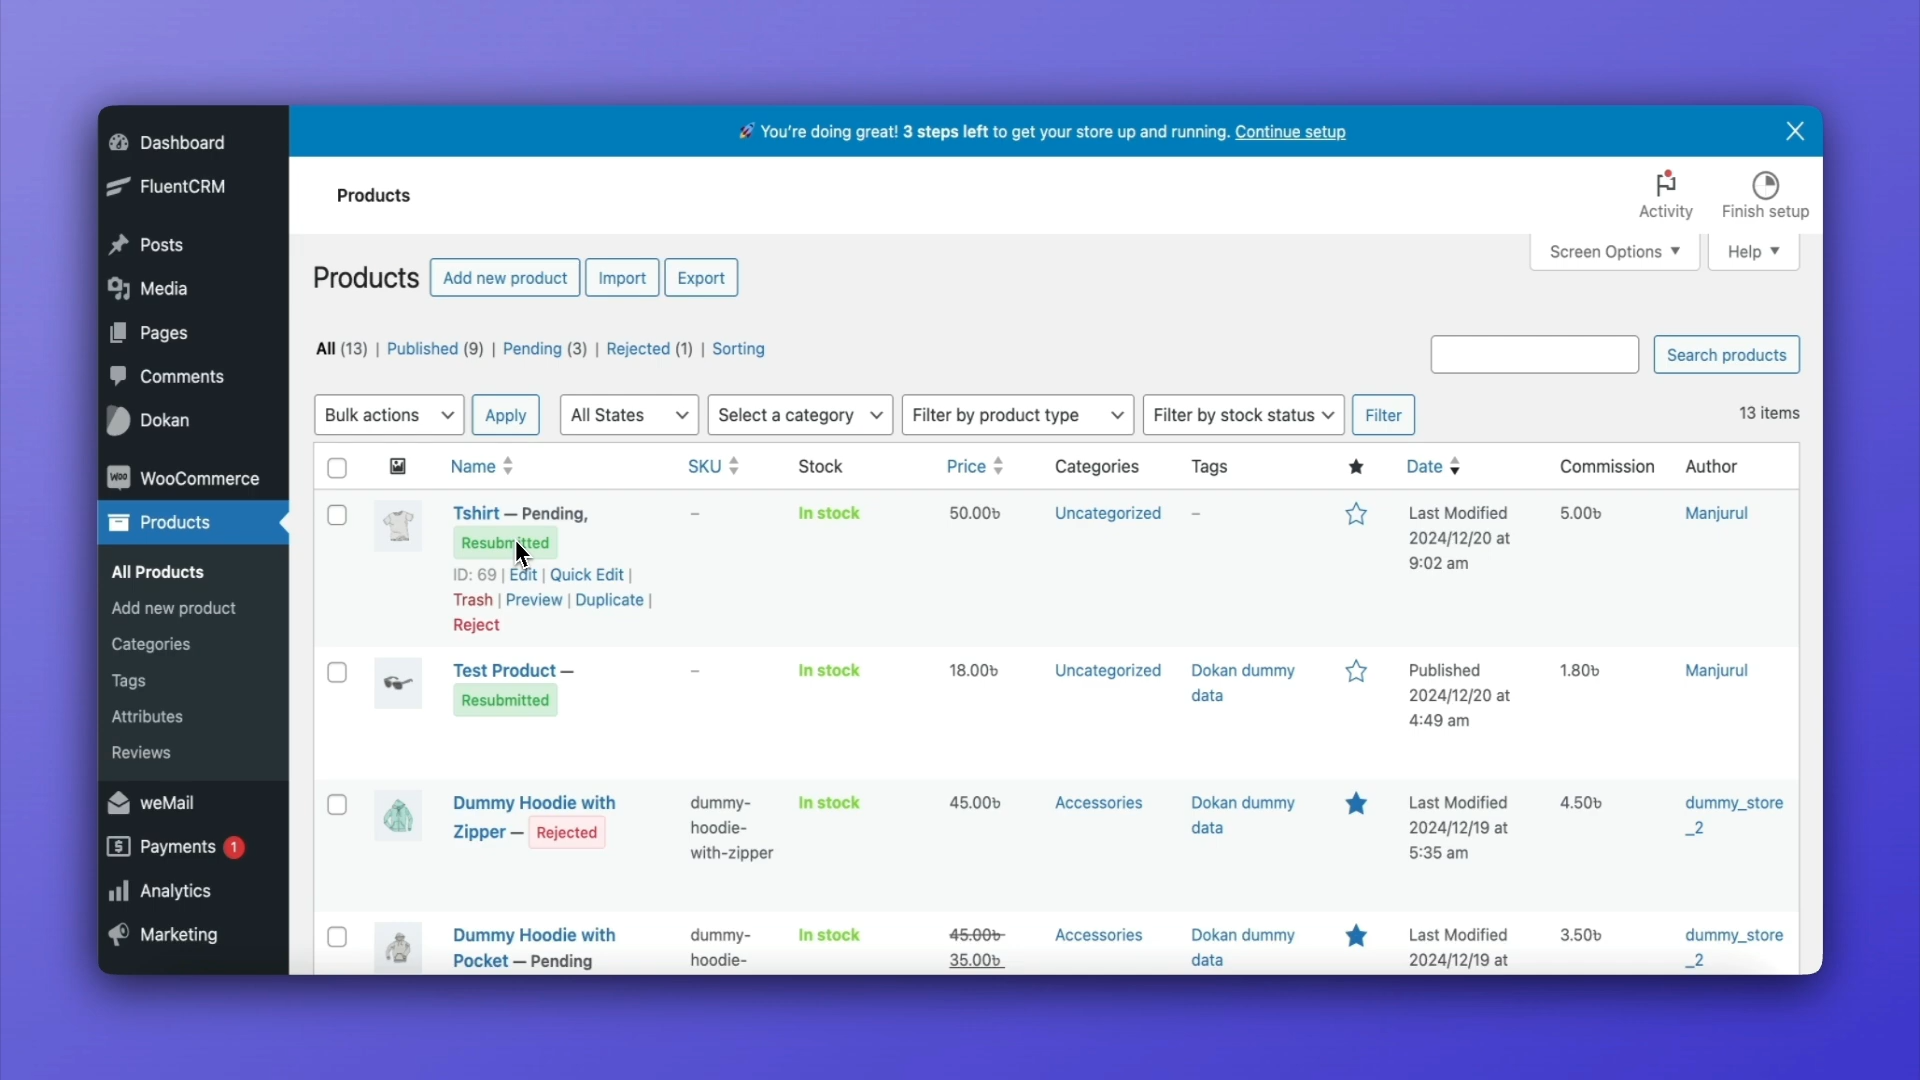 Dashboard
FluentCRM
Posts
Media
Pages
Comments
Dokan
Woo WooCommerce
Products
All Products
Add new product
Categories
Tags
Attributes
Reviews
weMail
Payments 1
Analytics
Marketing
🚀 You're doing great! 3 steps left to get your store up and running. Continue setup
Products
Activity
Finish setup
Screen Options ▼
Help ▼
Products Add new product Import Export
All (13) | Published (9) | Pending (3) | Rejected (1) | Sorting
Search products
Bulk actions Apply All States Select a category Filter by product type Filter by stock status Filter 13 items
Name SKU Stock Price Categories Tags ★ Date Commission Author
Tshirt — Pending, – In stock 50.00৳ Uncategorized – Last Modified 5.00৳ Manjurul
Resubmitted 2024/12/20 at
ID: 69 | Edit | Quick Edit | 9:02 am
Trash | Preview | Duplicate |
Reject
Test Product — – In stock 18.00৳ Uncategorized Dokan dummy Published 1.80৳ Manjurul
Resubmitted data 2024/12/20 at
4:49 am
Dummy Hoodie with dummy- In stock 45.00৳ Accessories Dokan dummy Last Modified 4.50৳ dummy_store
Zipper — Rejected hoodie- data 2024/12/19 at _2
with-zipper 5:35 am
Dummy Hoodie with dummy- In stock 45.00৳ Accessories Dokan dummy Last Modified 3.50৳ dummy_store
Pocket — Pending hoodie- 35.00৳ data 2024/12/19 at _2